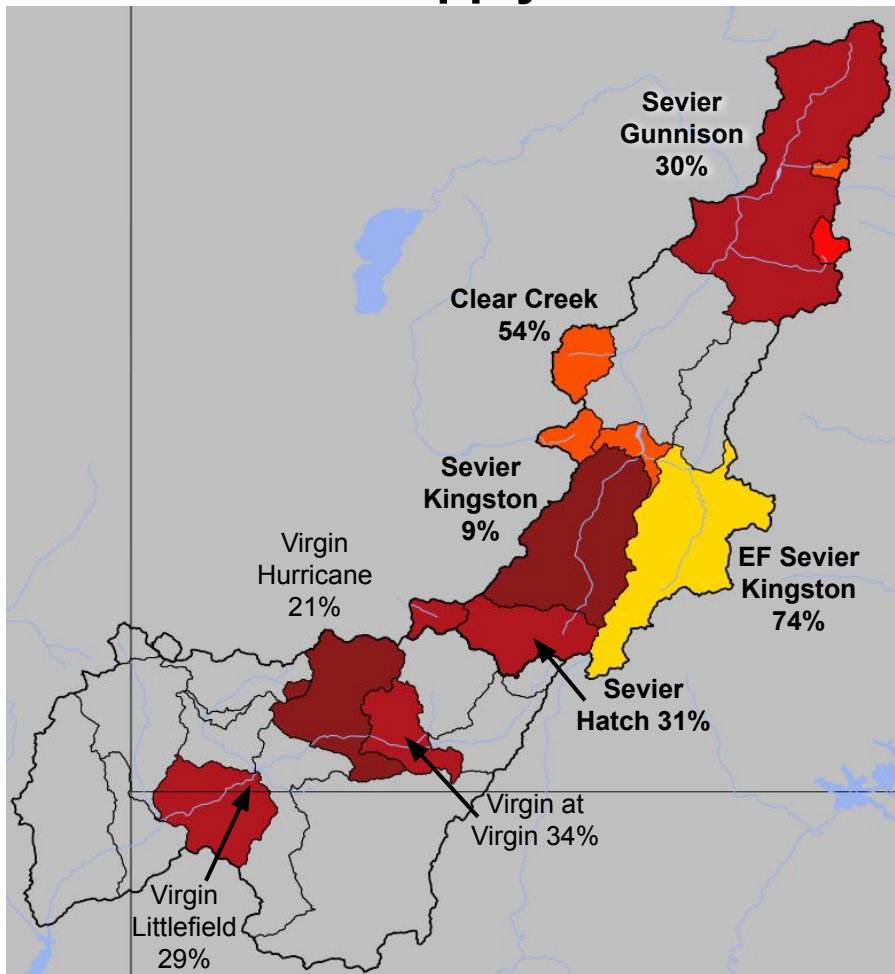 Sevier
Gunnison
30%
Clear Creek
54%
Sevier
Kingston
9%
Virgin
Hurricane
21%
EF Sevier
Kingston
74%
Sevier
Hatch 31%
Virgin at
Virgin 34%
Virgin
Littlefield
29%